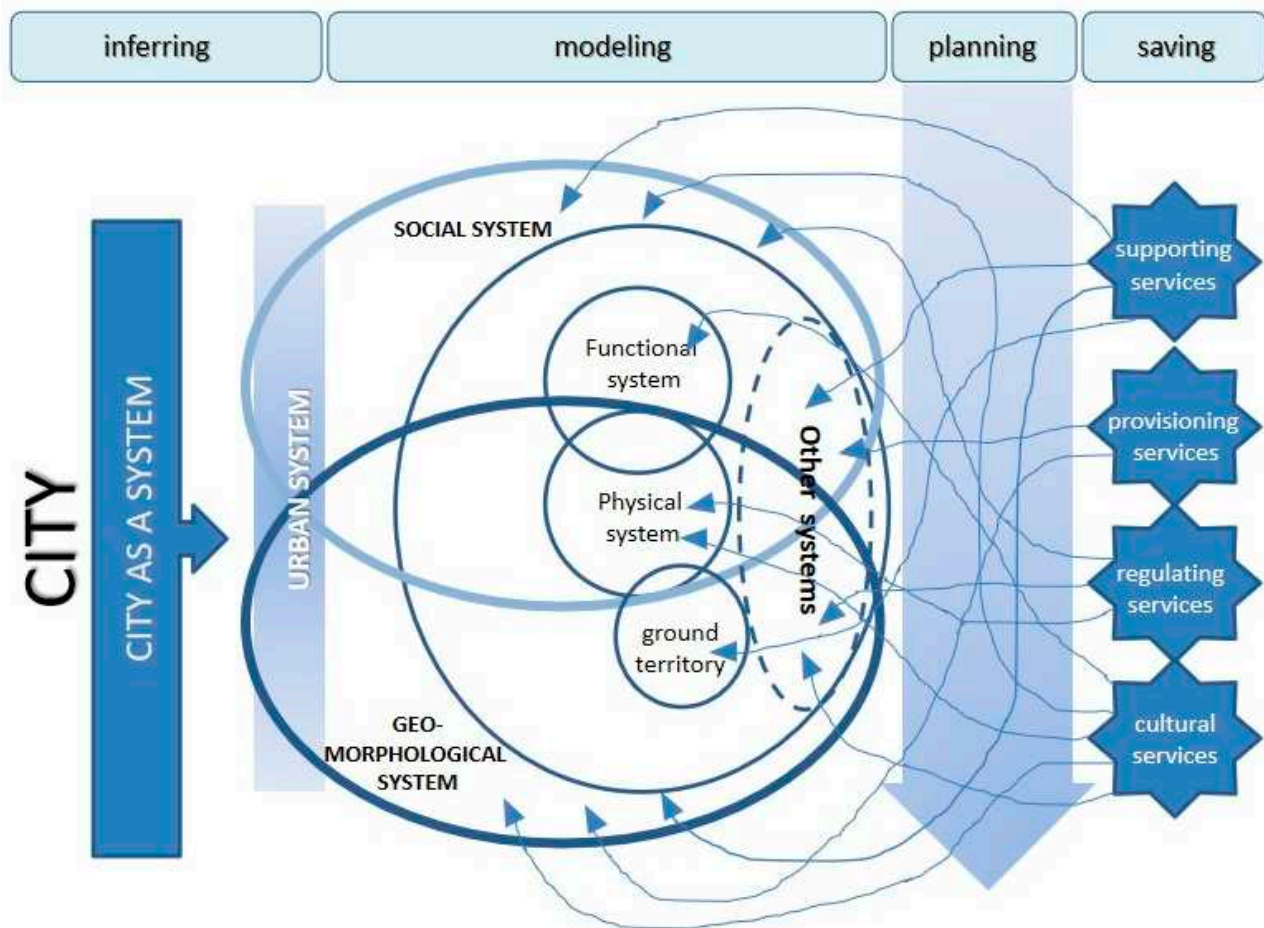 inferring
modeling
planning
saving
CITY
CITY AS A SYSTEM
URBAN SYSTEM
SOCIAL SYSTEM
Functional
system
Physical
system
ground
territory
Other systems
GEO-
MORPHOLOGICAL
SYSTEM
supporting
services
provisioning
services
regulating
services
cultural
services